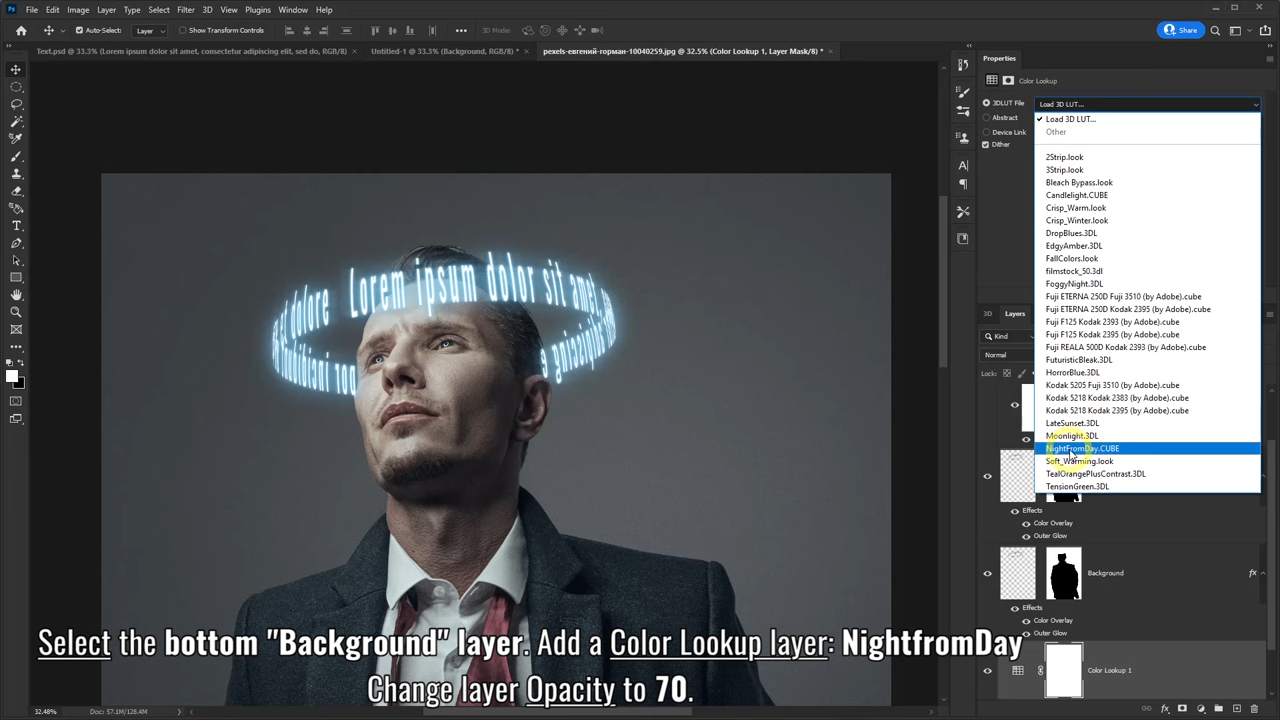 File Edit Image Layer Type Select Filter 3D View Plugins Window Help
Auto-Select: Layer Show Transform Controls ••• 3D Mode: Share
Text.psd @ 33.3% (Lorem ipsum dolor sit amet, consectetur adipiscing elit, sed do, RGB/8) × Untitled-1 @ 33.3% (Background, RGB/8) * × pexels-евгений-горман-10040259.jpg @ 32.5% (Color Lookup 1, Layer Mask/8) * ×
Properties
Color Lookup
3DLUT File Load 3D LUT...
Abstract
Device Link
Dither
Load 3D LUT...
Other
2Strip.look
3Strip.look
Bleach Bypass.look
Candlelight.CUBE
Crisp_Warm.look
Crisp_Winter.look
DropBlues.3DL
EdgyAmber.3DL
FallColors.look
filmstock_50.3dl
FoggyNight.3DL
Fuji ETERNA 250D Fuji 3510 (by Adobe).cube
Fuji ETERNA 250D Kodak 2395 (by Adobe).cube
Fuji F125 Kodak 2393 (by Adobe).cube
Fuji F125 Kodak 2395 (by Adobe).cube
Fuji REALA 500D Kodak 2393 (by Adobe).cube
FuturisticBleak.3DL
HorrorBlue.3DL
Kodak 5205 Fuji 3510 (by Adobe).cube
Kodak 5218 Kodak 2383 (by Adobe).cube
Kodak 5218 Kodak 2395 (by Adobe).cube
LateSunset.3DL
Moonlight.3DL
NightFromDay.CUBE
Soft_Warming.look
TealOrangePlusContrast.3DL
TensionGreen.3DL
3D Layers
Kind
Normal
Lock:
Effects
Color Overlay
Outer Glow
Background fx
Effects
Color Overlay
Outer Glow
Color Lookup 1
dolore Lorem ipsum dolor sit amet,
Select the bottom "Background" layer. Add a Color Lookup layer: NightfromDay
Change layer Opacity to 70.
32.48% Doc: 57.1M/128.4M